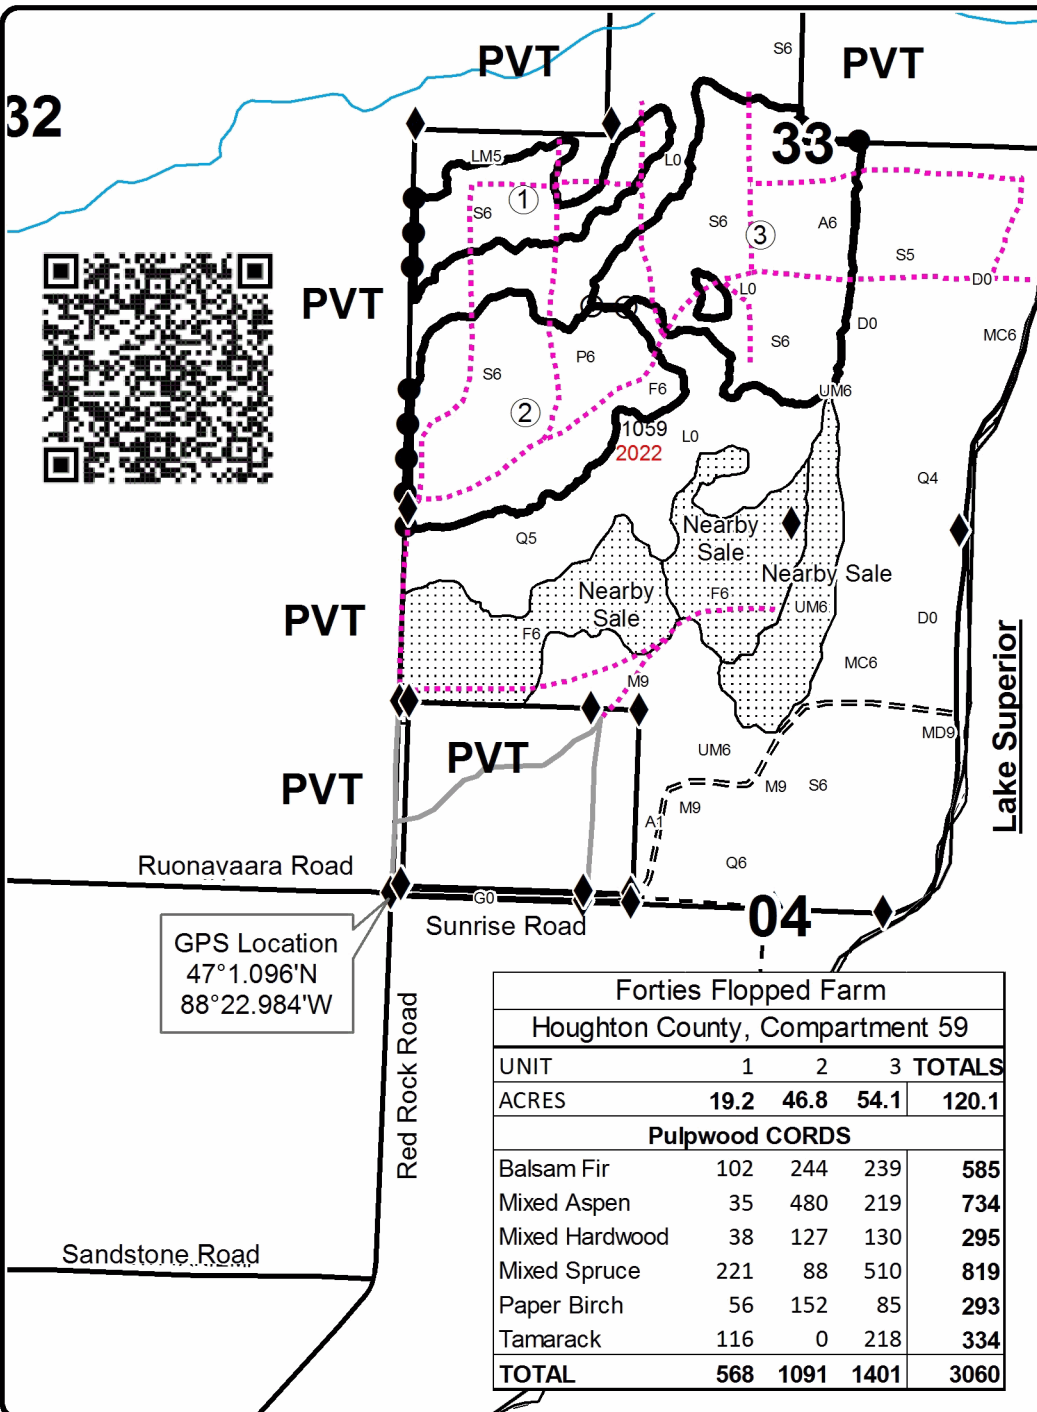 S6
PVT
PVT
32
33
LM5
L0
1
S6
S6
A6
3
S5
D0
L0
PVT
D0
MC6
S6
P6
S6
F6
UM6
2
1059
L0
2022
Q4
Nearby
Sale
Q5
Nearby Sale
Nearby
Sale
F6
UM6
PVT
D0
F6
MC6
M9
Lake Superior
MD9
UM6
PVT
PVT
M9
S6
M9
A1
Q6
Ruonavaara Road
G0
04
Sunrise Road
GPS Location
47°1.096'N
88°22.984'W
Red Rock Road
Sandstone Road
Forties Flopped Farm
Houghton County, Compartment 59
UNIT 1 2 3 TOTALS
ACRES 19.2 46.8 54.1 120.1
Pulpwood CORDS
Balsam Fir 102 244 239 585
Mixed Aspen 35 480 219 734
Mixed Hardwood 38 127 130 295
Mixed Spruce 221 88 510 819
Paper Birch 56 152 85 293
Tamarack 116 0 218 334
TOTAL 568 1091 1401 3060